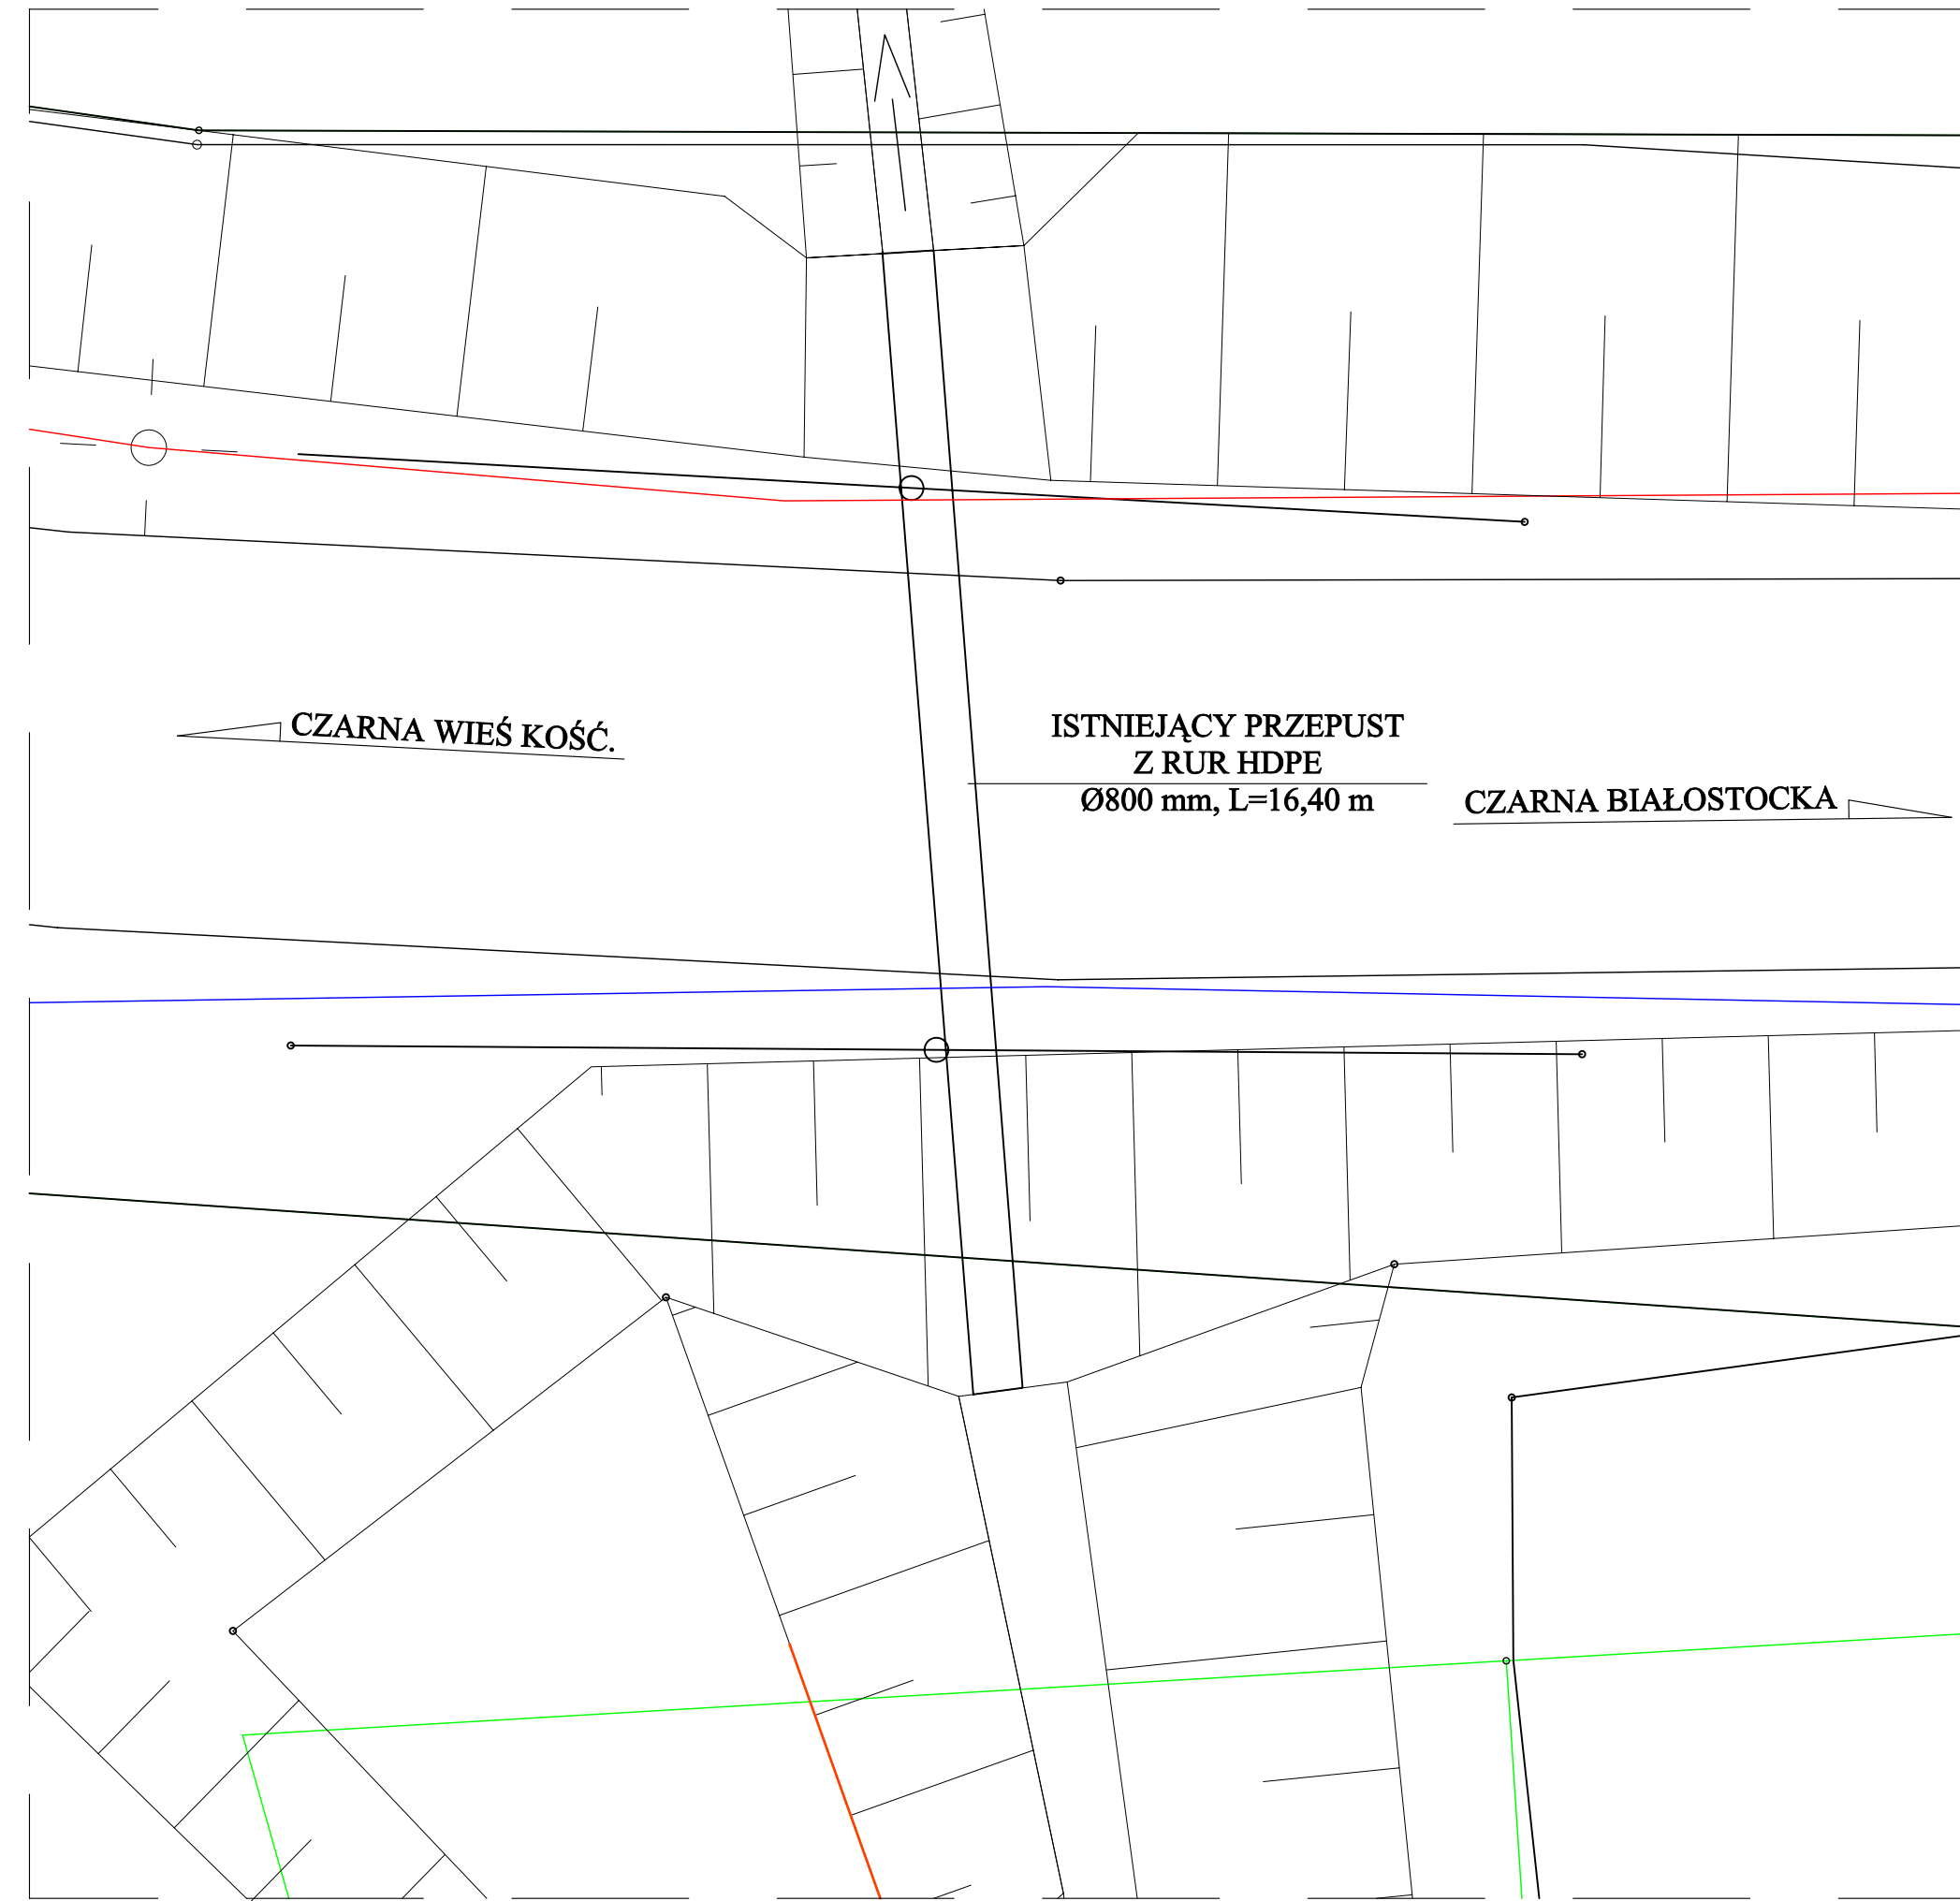 CZARNA WIEŚ KOŚĆ.
ISTNIEJĄCY PRZEPUST
Z RUR HDPE
Ø800 mm, L=16,40 m
CZARNA BIAŁOSTOCKA